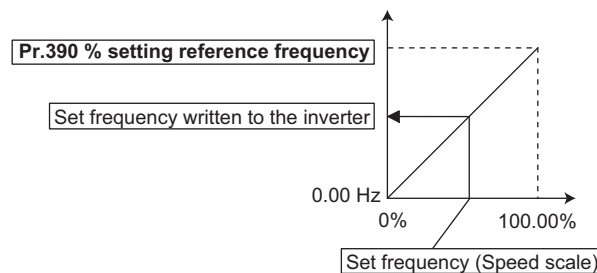 Pr.390 % setting reference frequency
Set frequency written to the inverter
0.00 Hz
0%
100.00%
Set frequency (Speed scale)